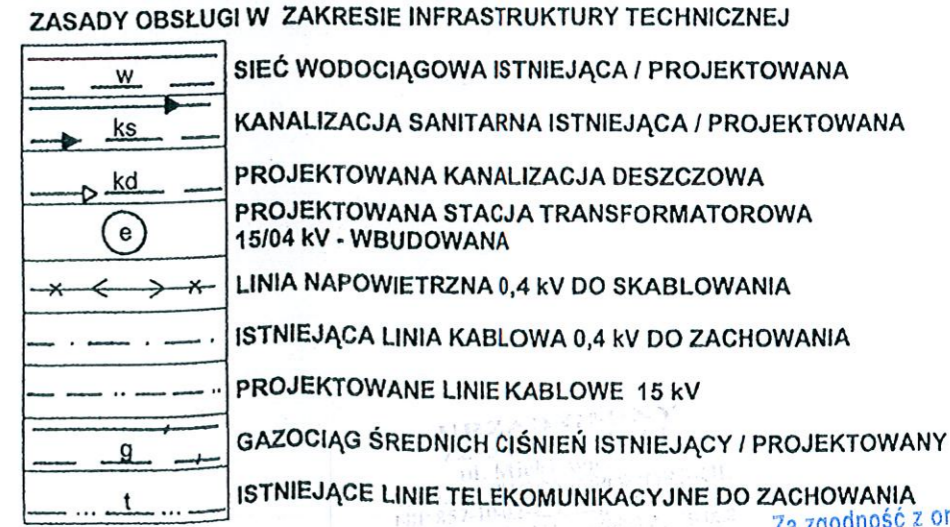 ZASADY OBSŁUGI W ZAKRESIE INFRASTRUKTURY TECHNICZNEJ
w SIEĆ WODOCIĄGOWA ISTNIEJĄCA / PROJEKTOWANA
ks KANALIZACJA SANITARNA ISTNIEJĄCA / PROJEKTOWANA
kd PROJEKTOWANA KANALIZACJA DESZCZOWA
e PROJEKTOWANA STACJA TRANSFORMATOROWA
15/04 kV - WBUDOWANA
LINIA NAPOWIETRZNA 0,4 kV DO SKABLOWANIA
ISTNIEJĄCA LINIA KABLOWA 0,4 kV DO ZACHOWANIA
PROJEKTOWANE LINIE KABLOWE 15 kV
g GAZOCIĄG ŚREDNICH CIŚNIEŃ ISTNIEJĄCY / PROJEKTOWANY
t ISTNIEJĄCE LINIE TELEKOMUNIKACYJNE DO ZACHOWANIA
Za zgodność z or